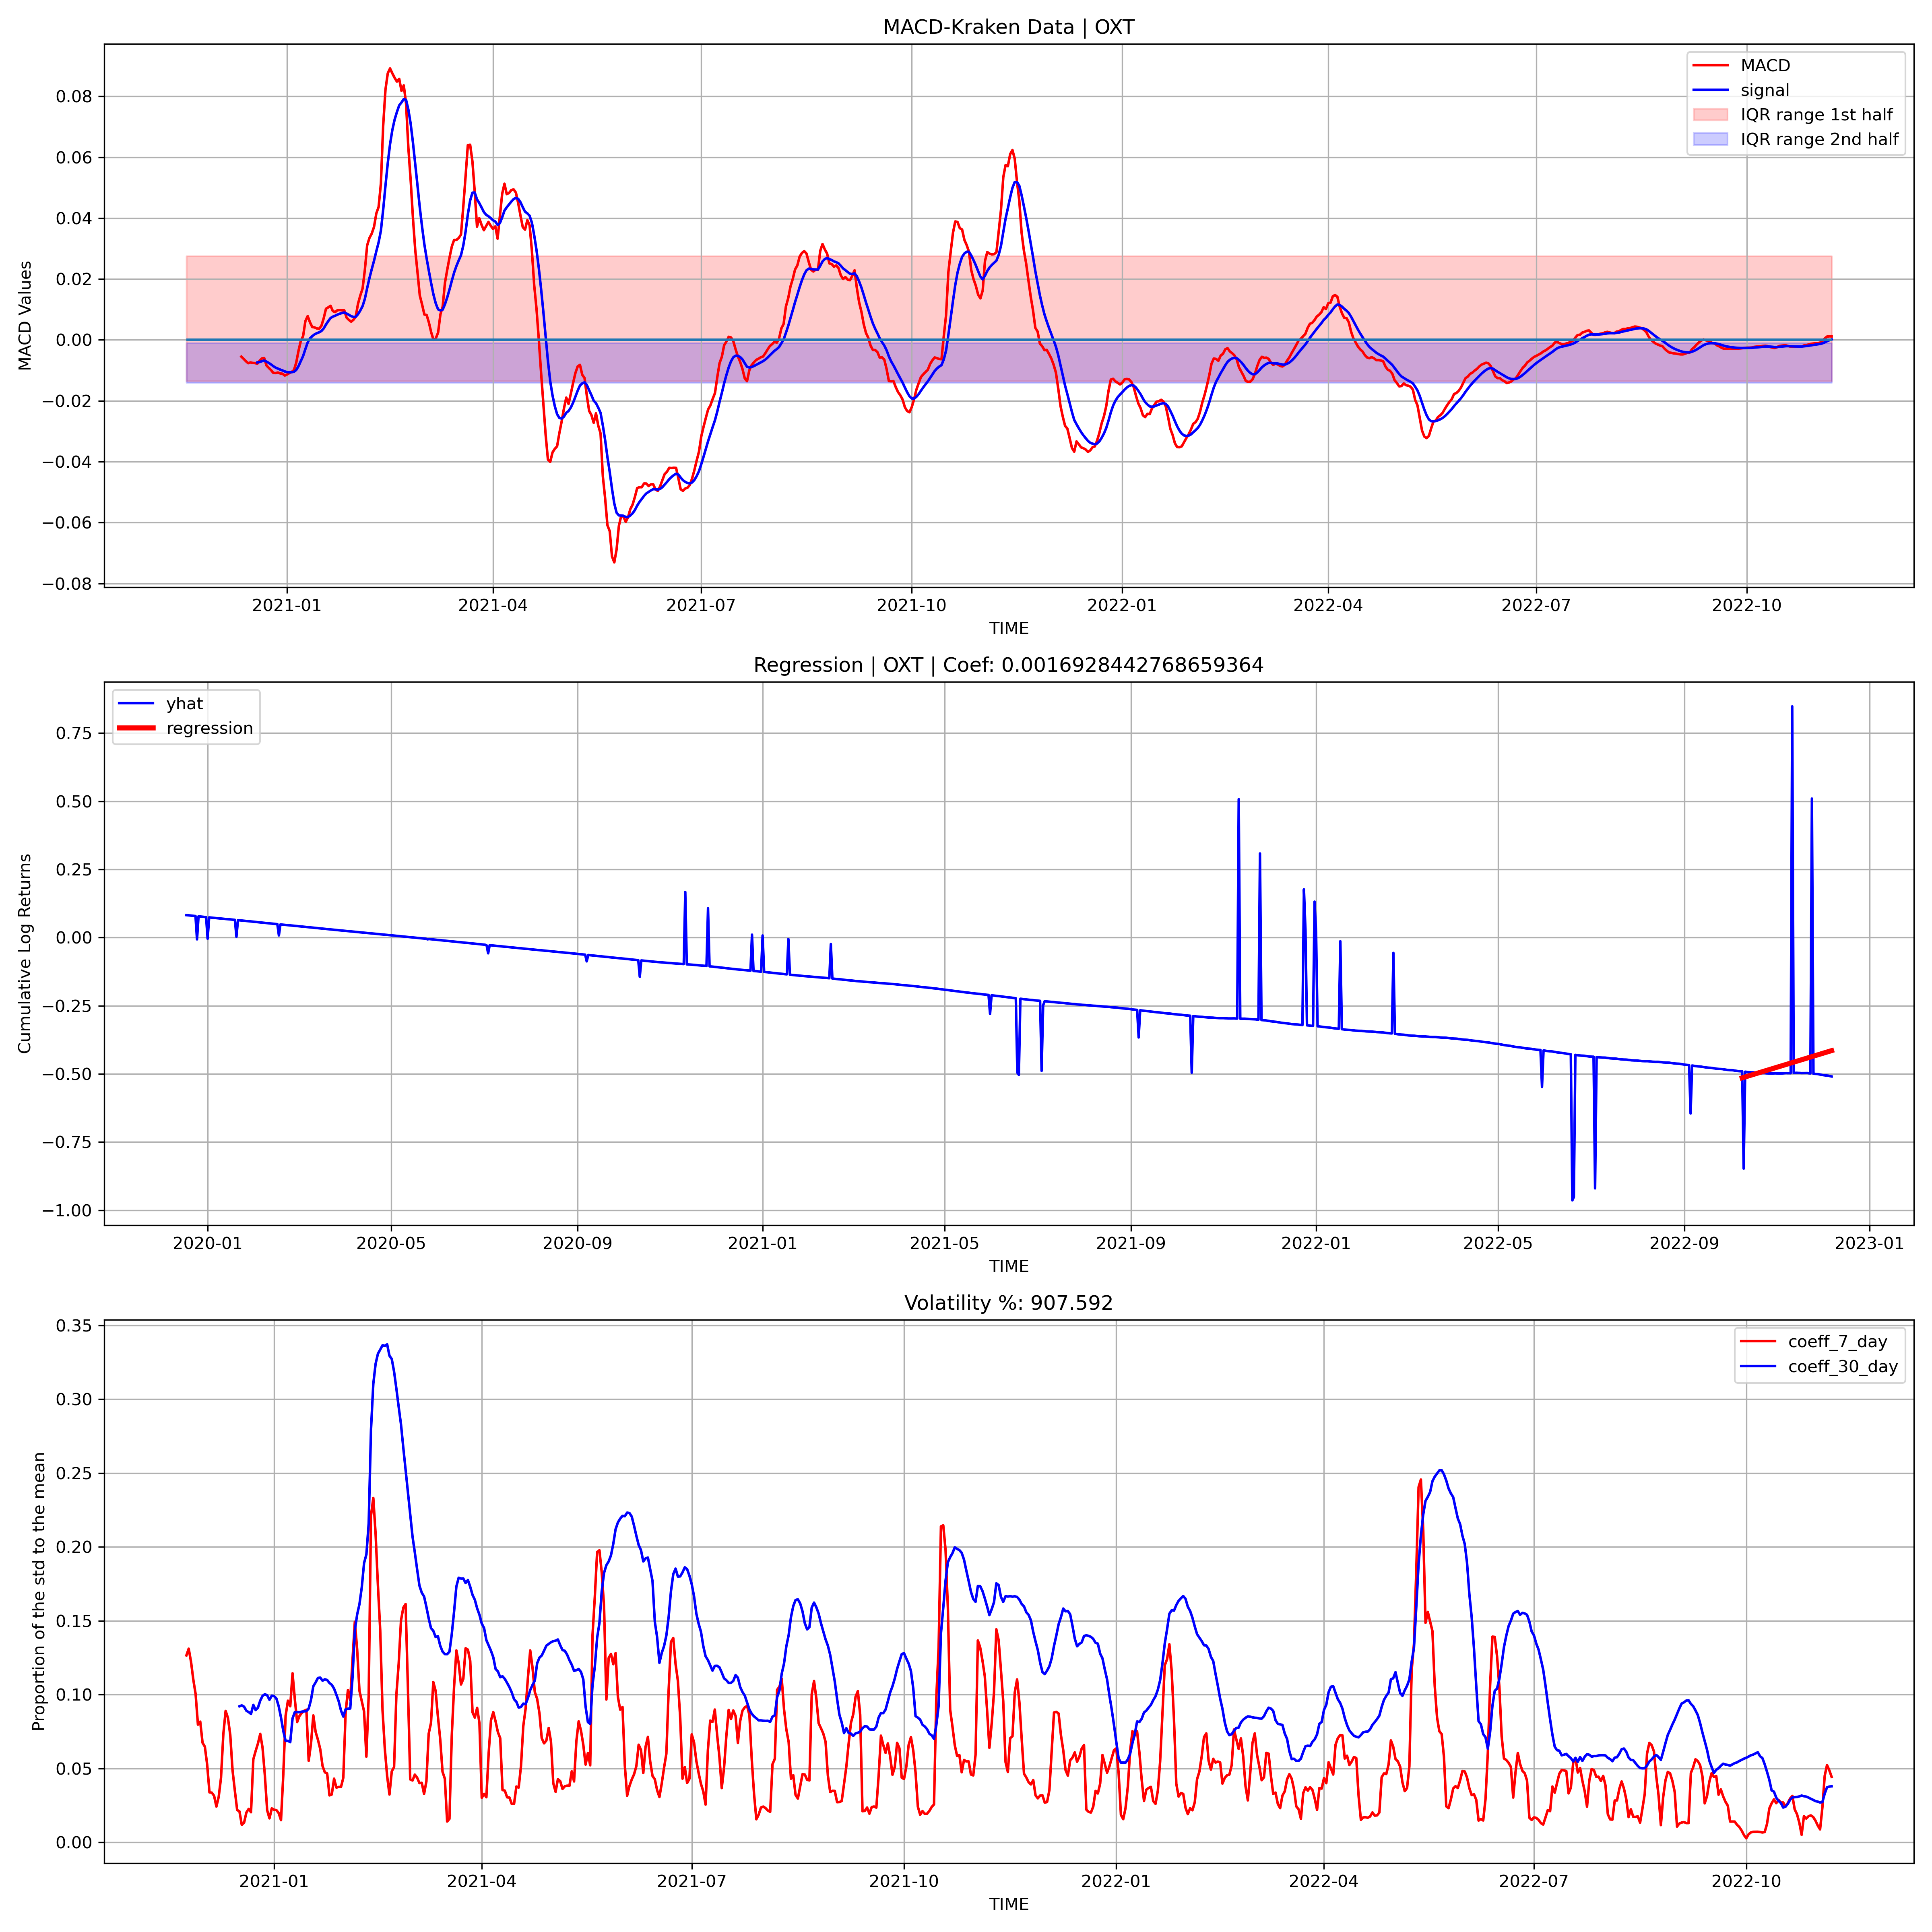 MACD-Kraken Data | OXT
MACD
signal
IQR range 1st half
IQR range 2nd half
MACD Values
0.08
0.06
0.04
0.02
0.00
−0.02
−0.04
−0.06
−0.08
2021-01 2021-04 2021-07 2021-10 2022-01 2022-04 2022-07 2022-10
TIME
Regression | OXT | Coef: 0.0016928442768659364
yhat
regression
Cumulative Log Returns
0.75
0.50
0.25
0.00
−0.25
−0.50
−0.75
−1.00
2020-01 2020-05 2020-09 2021-01 2021-05 2021-09 2022-01 2022-05 2022-09 2023-01
TIME
Volatility %: 907.592
coeff_7_day
coeff_30_day
Proportion of the std to the mean
0.35
0.30
0.25
0.20
0.15
0.10
0.05
0.00
2021-01 2021-04 2021-07 2021-10 2022-01 2022-04 2022-07 2022-10
TIME